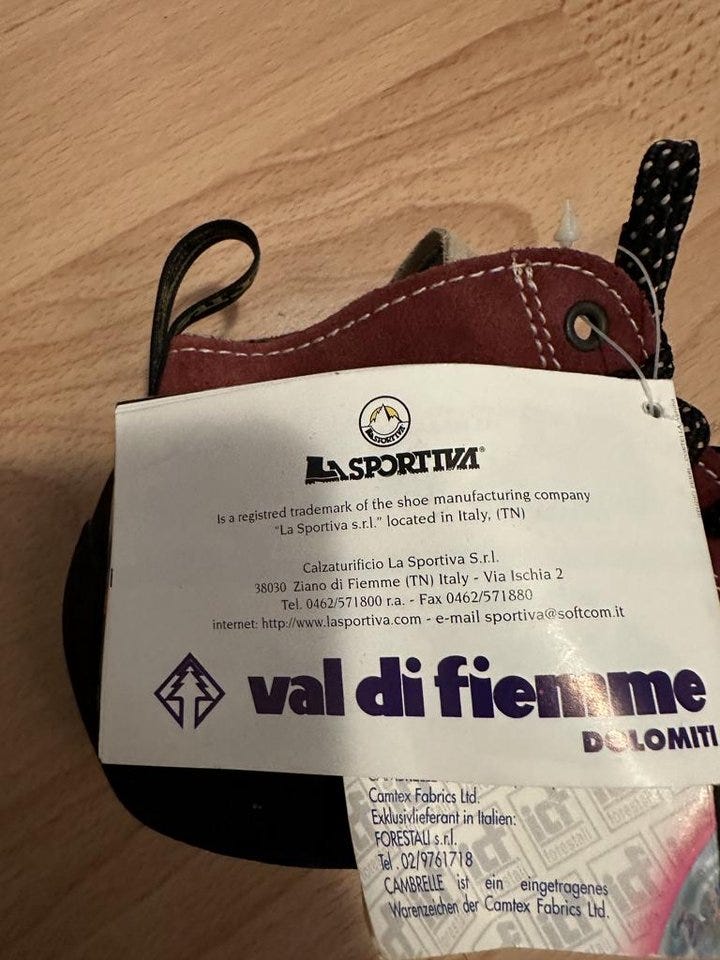 LA SPORTIVA
LA SPORTIVA®
Is a registred trademark of the shoe manufacturing company
"La Sportiva s.r.l." located in Italy, (TN)
Calzaturificio La Sportiva S.r.l.
38030 Ziano di Fiemme (TN) Italy - Via Ischia 2
Tel. 0462/571800 r.a. - Fax 0462/571880
internet: http://www.lasportiva.com - e-mail sportiva@softcom.it
val di fiemme
DOLOMITI
CAMBRELLE
Camtex Fabrics Ltd.
Exklusivlieferant in Italien:
FORESTALI s.r.l.
Tel. 02/9761718
CAMBRELLE ist ein eingetragenes
Warenzeichen der Camtex Fabrics Ltd.